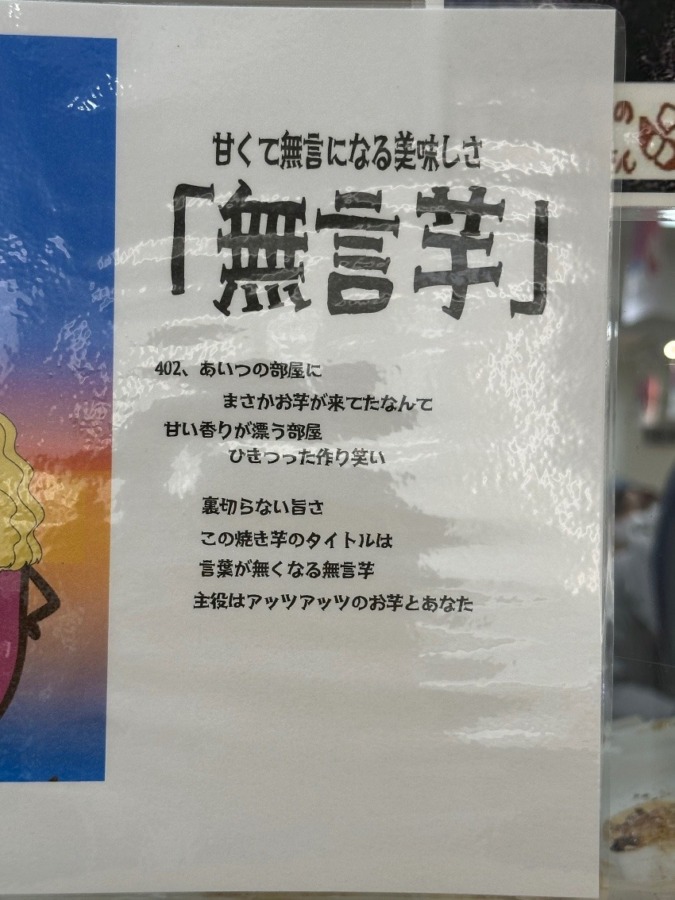 甘くて無言になる美味しさ
「無言芋」
402、あいつの部屋に
まさかお芋が来てたなんて
甘い香りが漂う部屋
ひきつった作り笑い
裏切らない旨さ
この焼き芋のタイトルは
言葉が無くなる無言芋
主役はアッツアッツのお芋とあなた
の